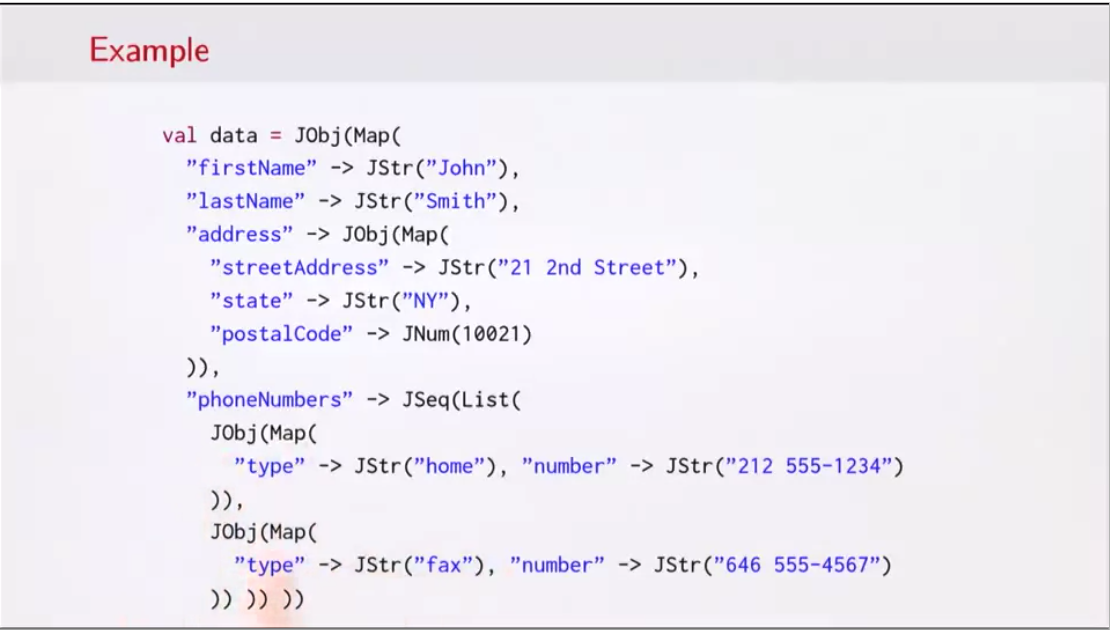 Example
val data = JObj(Map(
”firstName” -> JStr(”John”),
”lastName” -> JStr(”Smith”),
”address” -> JObj(Map(
”streetAddress” -> JStr(”21 2nd Street”),
”state” -> JStr(”NY”),
”postalCode” -> JNum(10021)
)),
”phoneNumbers” -> JSeq(List(
JObj(Map(
”type” -> JStr(”home”), ”number” -> JStr(”212 555-1234”)
)),
JObj(Map(
”type” -> JStr(”fax”), ”number” -> JStr(”646 555-4567”)
)) )) ))